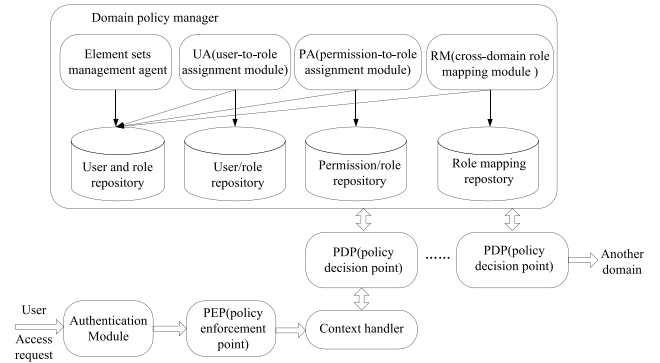 Domain policy manager
Element sets
management agent
UA(user-to-role
assignment module)
PA(permission-to-role
assignment module)
RM(cross-domain role
mapping module )
User and role
repository
User/role
repository
Permission/role
repository
Role mapping
repostory
PDP(policy
decision point)
......
PDP(policy
decision point)
Another
domain
User
Access
request
Authentication
Module
PEP(policy
enforcement
point)
Context handler